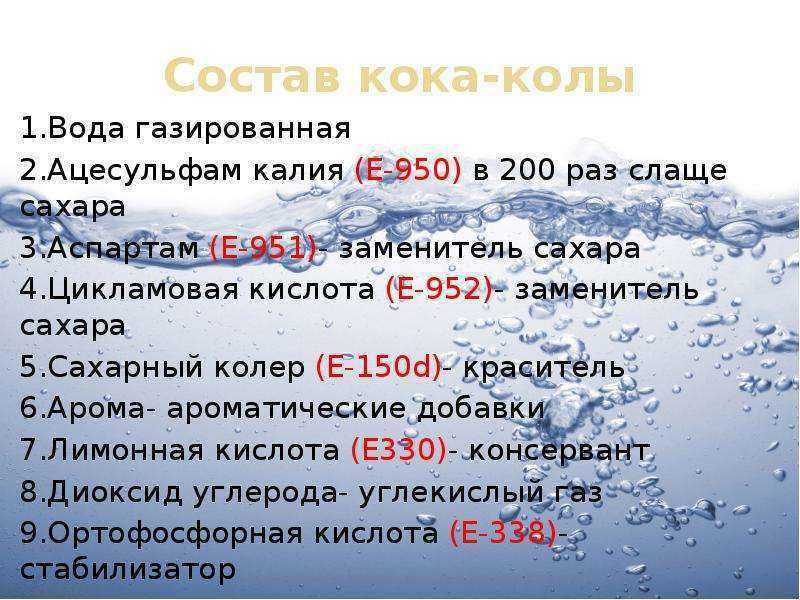 Состав кока-колы
1.Вода газированная
2.Ацесульфам калия (Е-950) в 200 раз слаще
сахара
3.Аспартам (Е-951)- заменитель сахара
4.Цикламовая кислота (Е-952)- заменитель
сахара
5.Сахарный колер (Е-150d)- краситель
6.Арома- ароматические добавки
7.Лимонная кислота (Е330)- консервант
8.Диоксид углерода- углекислый газ
9.Ортофосфорная кислота (Е-338)-
стабилизатор